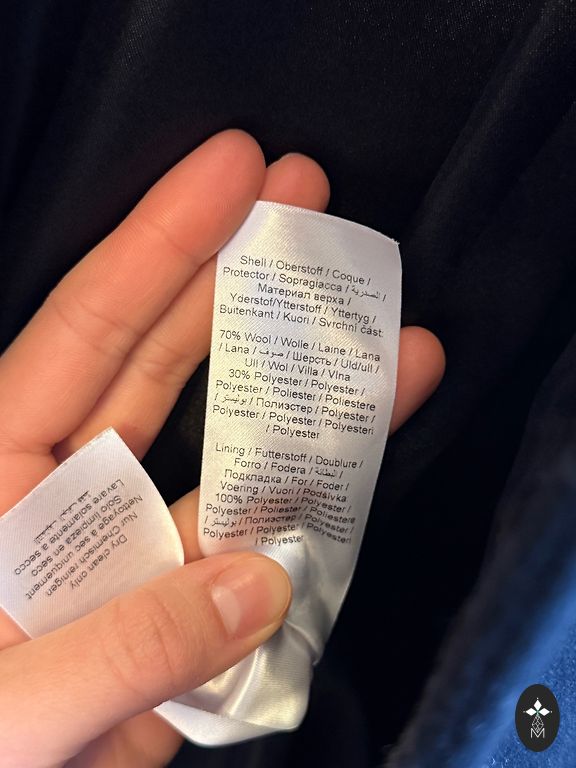 Shell / Oberstoff / Coque /
Protector / Sopragiacca / الصدرية /
Материал верха /
Yderstof/Ytterstoff / Yttertyg /
Buitenkant / Kuori / Svrchní část.
70% Wool / Wolle / Laine / Lana
/ Lana / صوف / Шерсть / Uld/ull /
Ull / Wol / Villa / Vlna
30% Polyester / Polyester /
Polyester / Poliester / Poliestere
/ بوليستر / Полиэстер / Polyester /
Polyester / Polyester / Polyesteri
/ Polyester
Lining / Futterstoff / Doublure /
Forro / Fodera / البطانة /
Подкладка / For / Foder /
Voering / Vuori / Podšívka
100% Polyester / Polyester /
Polyester / Poliester / Poliestere
/ بوليستر / Полиэстер / Polyester /
Polyester / Polyester / Polyesteri
/ Polyester
Dry clean only
Nur chemisch reinigen
Nettoyage à sec uniquement
Sólo limpieza en seco
Lavare solamente a secco
M